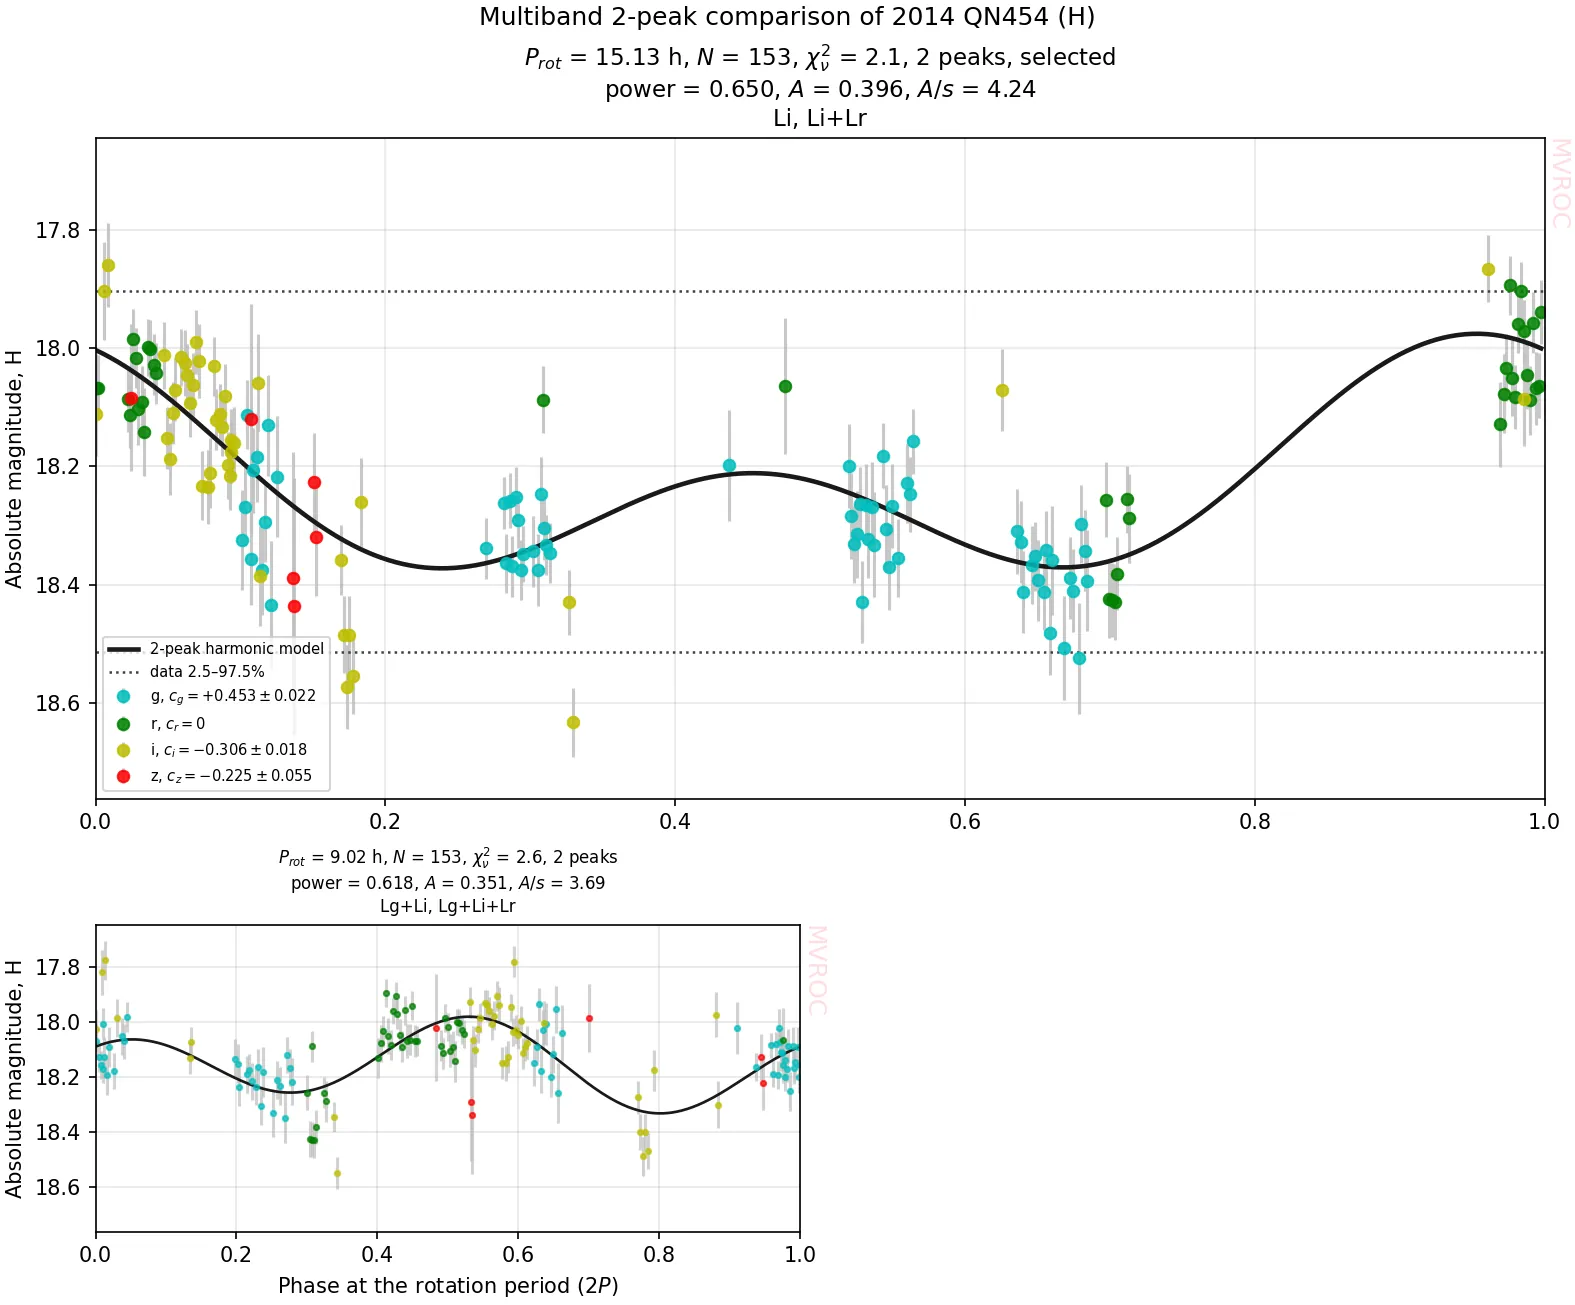 Multiband 2-peak comparison of 2014 QN454 (H)
P_rot = 15.13 h, N = 153, χ²_ν = 2.1, 2 peaks, selected
power = 0.650, A = 0.396, A/s = 4.24
Li, Li+Lr
MVROC
Absolute magnitude, H
17.8
18.0
18.2
18.4
18.6
2-peak harmonic model
data 2.5–97.5%
g, c_g = +0.453 ± 0.022
r, c_r = 0
i, c_i = −0.306 ± 0.018
z, c_z = −0.225 ± 0.055
0.0 0.2 0.4 0.6 0.8 1.0
P_rot = 9.02 h, N = 153, χ²_ν = 2.6, 2 peaks
power = 0.618, A = 0.351, A/s = 3.69
Lg+Li, Lg+Li+Lr
MVROC
Absolute magnitude, H
17.8
18.0
18.2
18.4
18.6
0.0 0.2 0.4 0.6 0.8 1.0
Phase at the rotation period (2P)